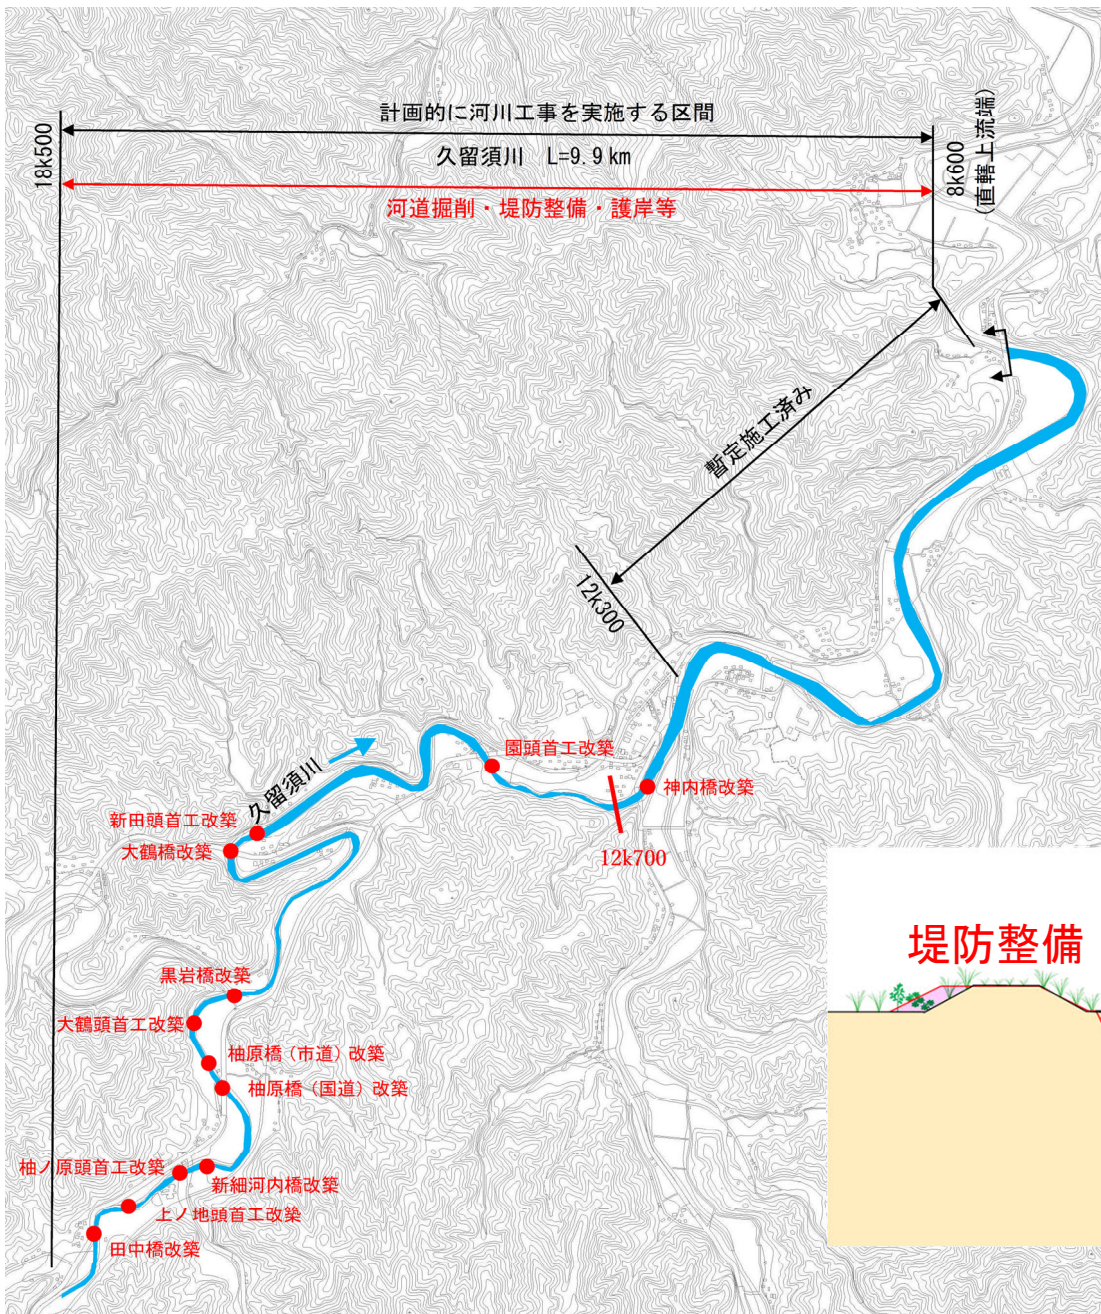 計画的に河川工事を実施する区間
久留須川 L=9.9km
河道掘削・堤防整備・護岸等
18k500
8k600
(直轄上流端)
暫定施工済み
12k300
園頭首工改築
神内橋改築
12k700
久留須川
新田頭首工改築
大鶴橋改築
黒岩橋改築
大鶴頭首工改築
柚原橋（市道）改築
柚原橋（国道）改築
柚ノ原頭首工改築
新細河内橋改築
上ノ地頭首工改築
田中橋改築
堤防整備